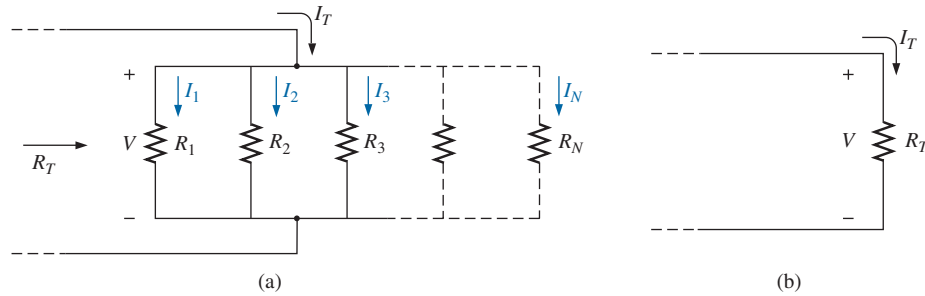 I_T
+
I_1
I_2
I_3
I_N
V
R_1
R_2
R_3
R_N
R_T
−
(a)
I_T
+
V
R_T
−
(b)